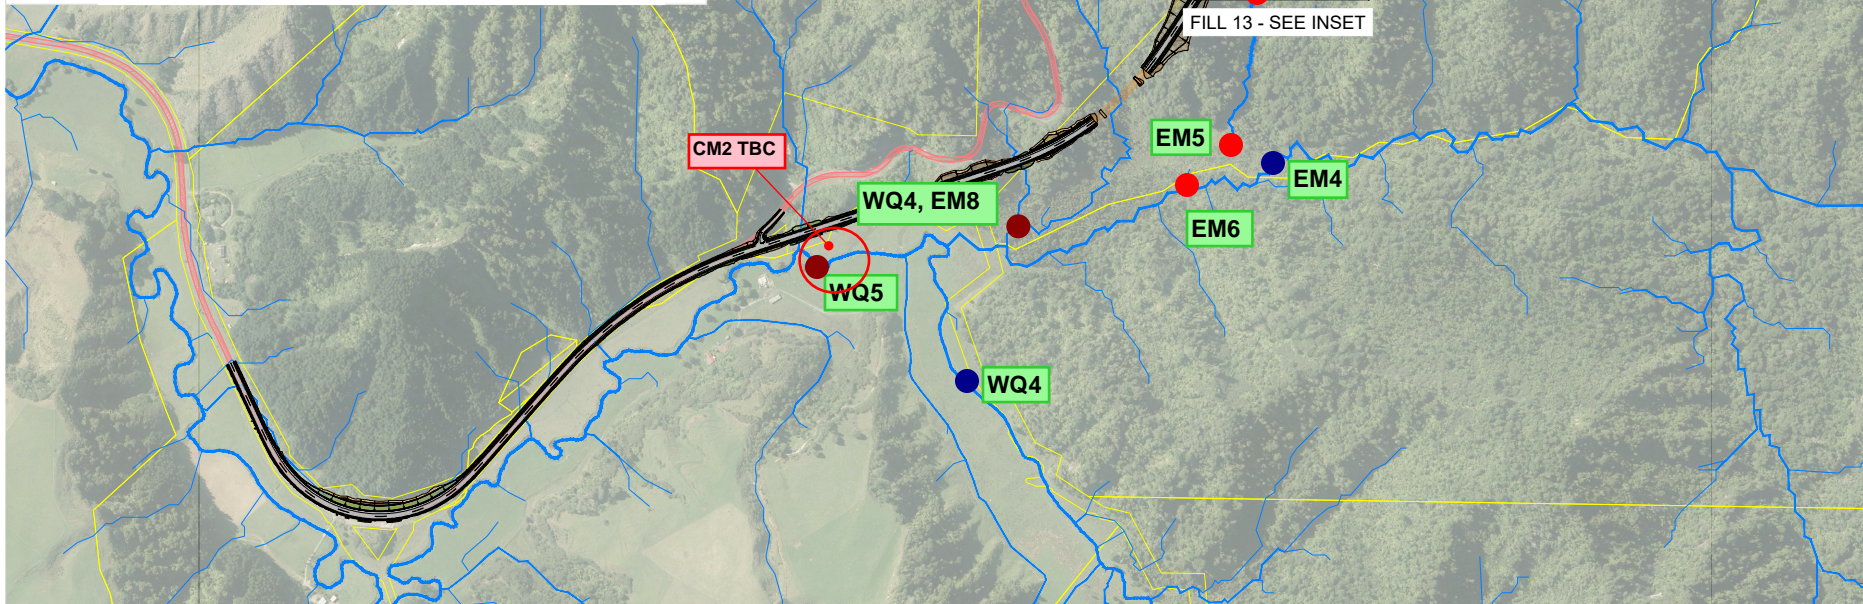 FILL 13 - SEE INSET
EM5
CM2 TBC
EM4
WQ4, EM8
EM6
WQ5
WQ4